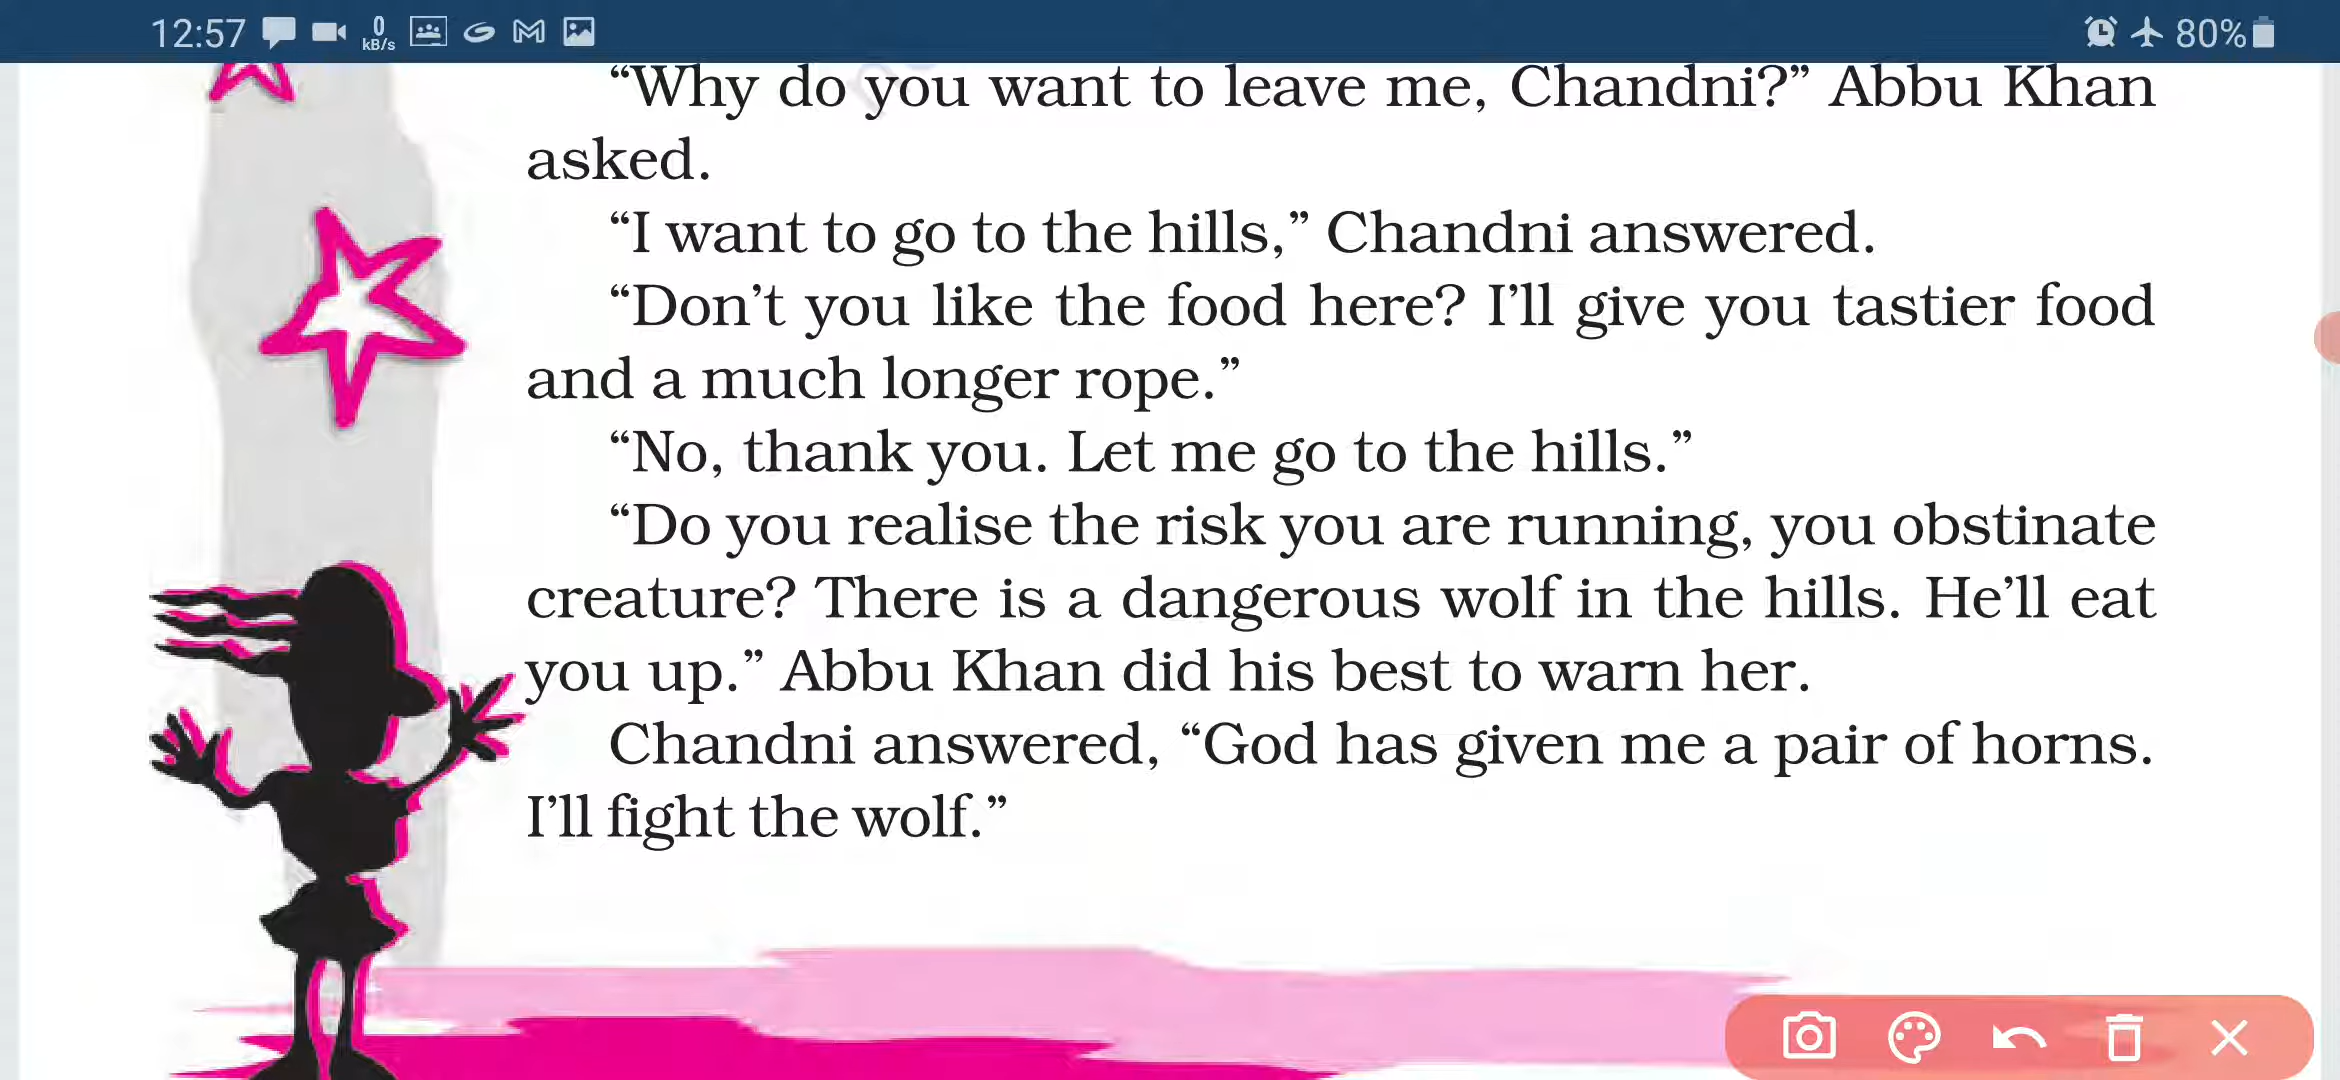 12:57
0
kB/s
80%
“Why do you want to leave me, Chandni?” Abbu Khan
asked.
“I want to go to the hills,” Chandni answered.
“Don’t you like the food here? I’ll give you tastier food
and a much longer rope.”
“No, thank you. Let me go to the hills.”
“Do you realise the risk you are running, you obstinate
creature? There is a dangerous wolf in the hills. He’ll eat
you up.” Abbu Khan did his best to warn her.
Chandni answered, “God has given me a pair of horns.
I’ll fight the wolf.”